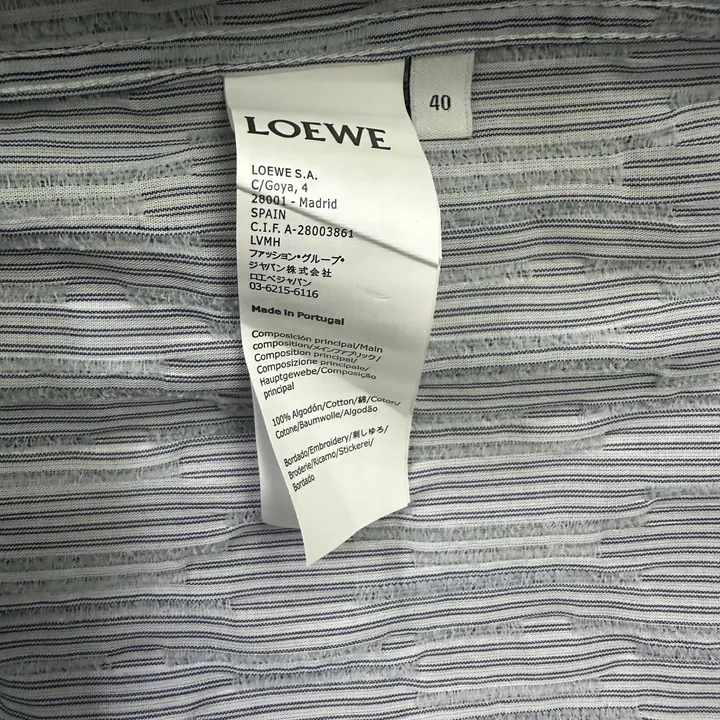 40
LOEWE
LOEWE S.A.
C/Goya, 4
28001 - Madrid
SPAIN
C.I.F. A-28003861
LVMH
ファッション・グループ・
ジャパン株式会社
ロエベジャパン
03-6215-6116
Made in Portugal
Composición principal/Main
composition/メインファブリック/
Composition principal/
Composizione principale/
Hauptgewebe/Composição
principal
100% Algodón/Cotton/綿/Coton/
Cotone/Baumwolle/Algodão
Bordado/Embroidery/刺しゅう/
Broderie/Ricamo/Stickerei/
Bordado